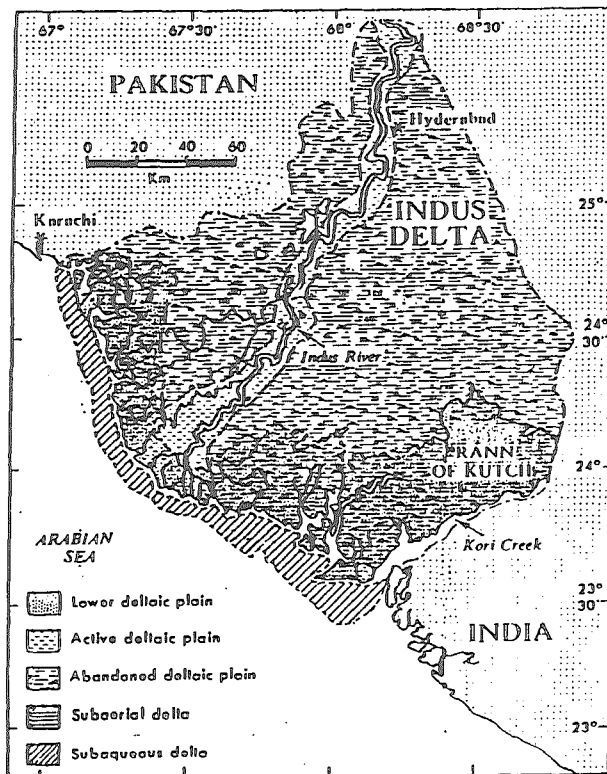 67°
67°30
68°
68°30
PAKISTAN
0 20 40 60
Km
Hyderabad
Karachi
25°
INDUS
DELTA
24°
30
Indus River
RANN
OF KUTCH
24°
ARABIAN
SEA
Kori Creek
23°
30
INDIA
23°
Lower deltaic plain
Active deltaic plain
Abandoned deltaic plain
Subaerial delta
Subaqueous delta